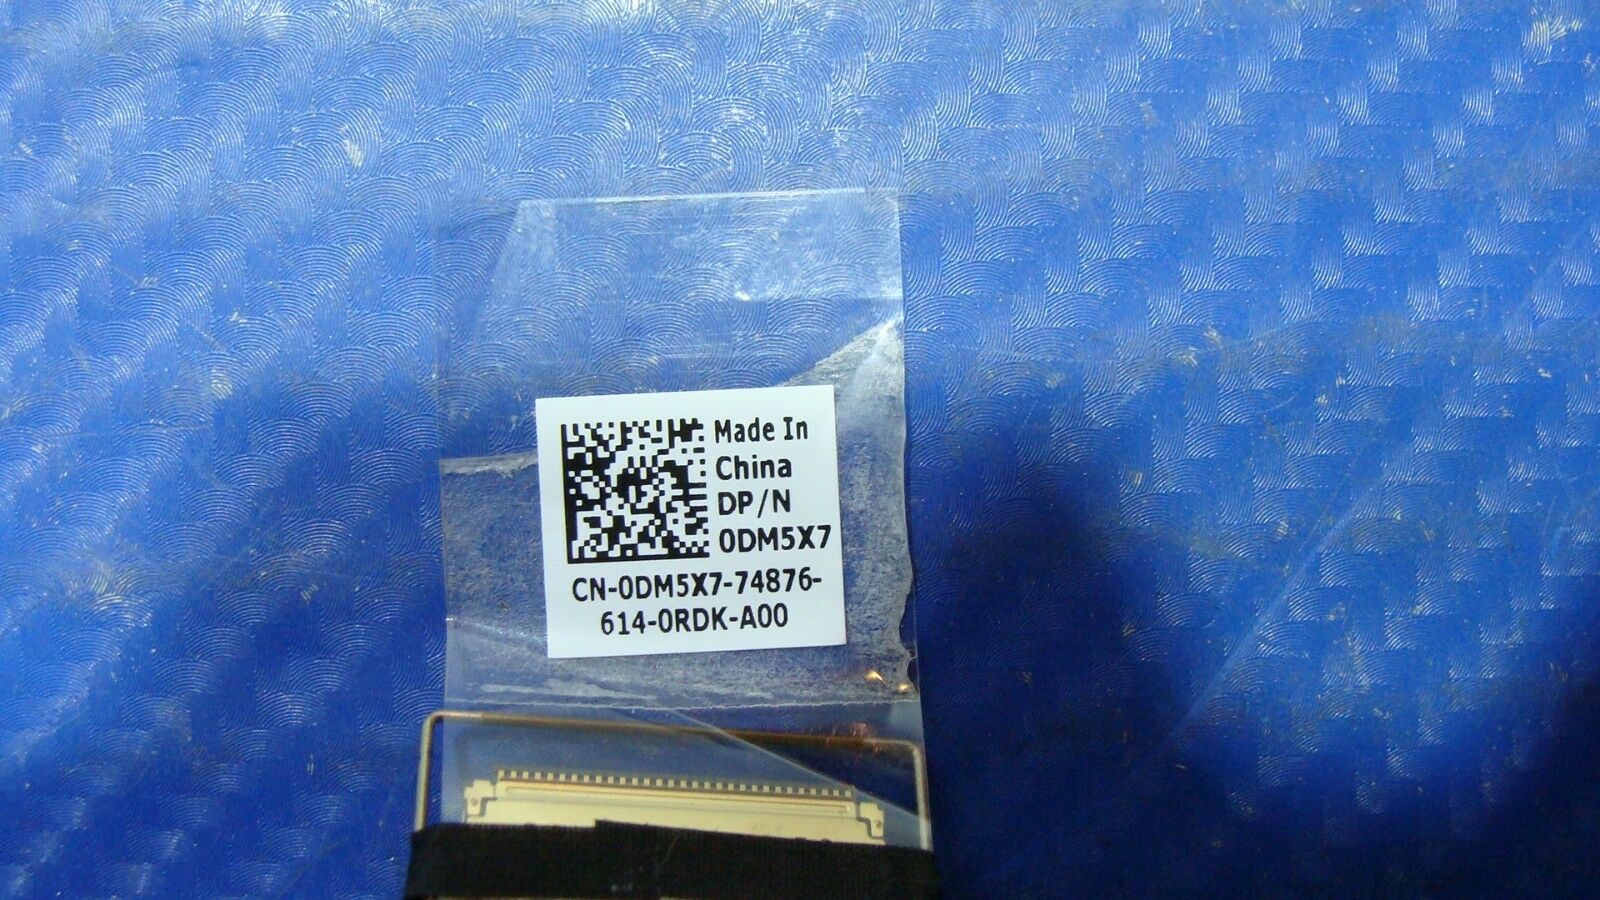 Made In
China
DP/N
0DM5X7
CN-0DM5X7-74876-
614-0RDK-A00